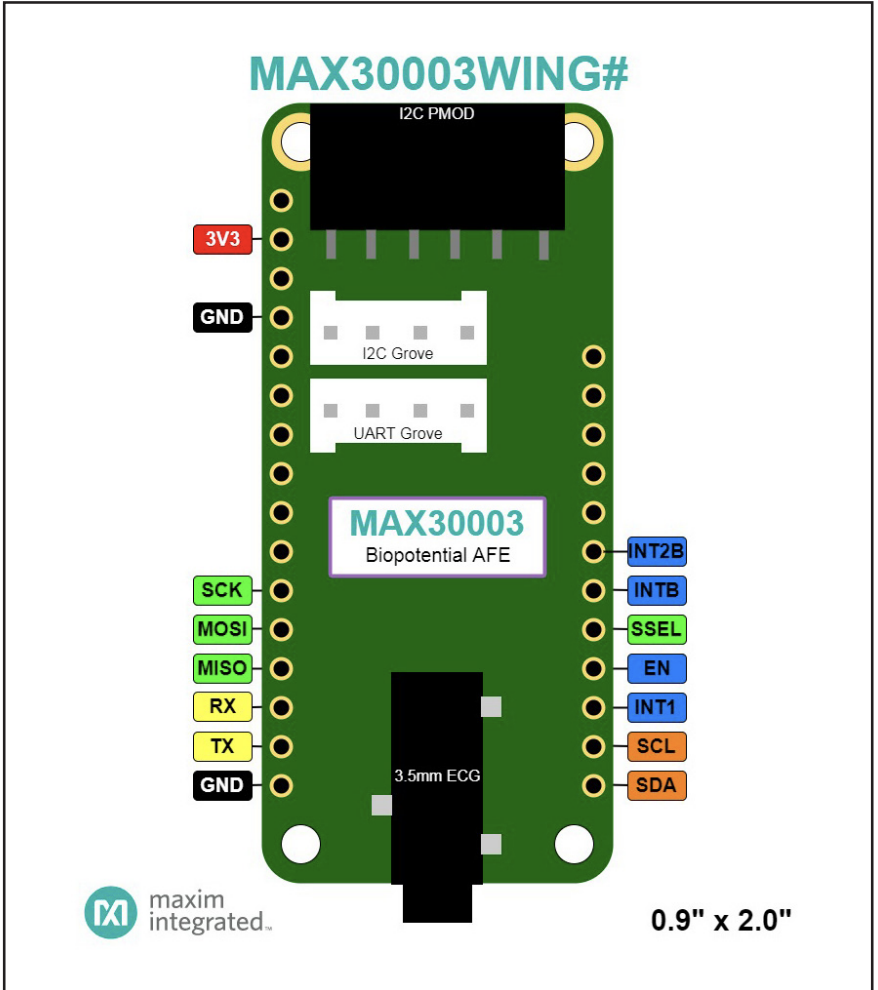 MAX30003WING#
I2C PMOD
3V3
GND
I2C Grove
UART Grove
MAX30003
Biopotential AFE
INT2B
SCK
INTB
MOSI
SSEL
MISO
EN
RX
INT1
TX
SCL
3.5mm ECG
GND
SDA
maxim
integrated™
0.9" x 2.0"